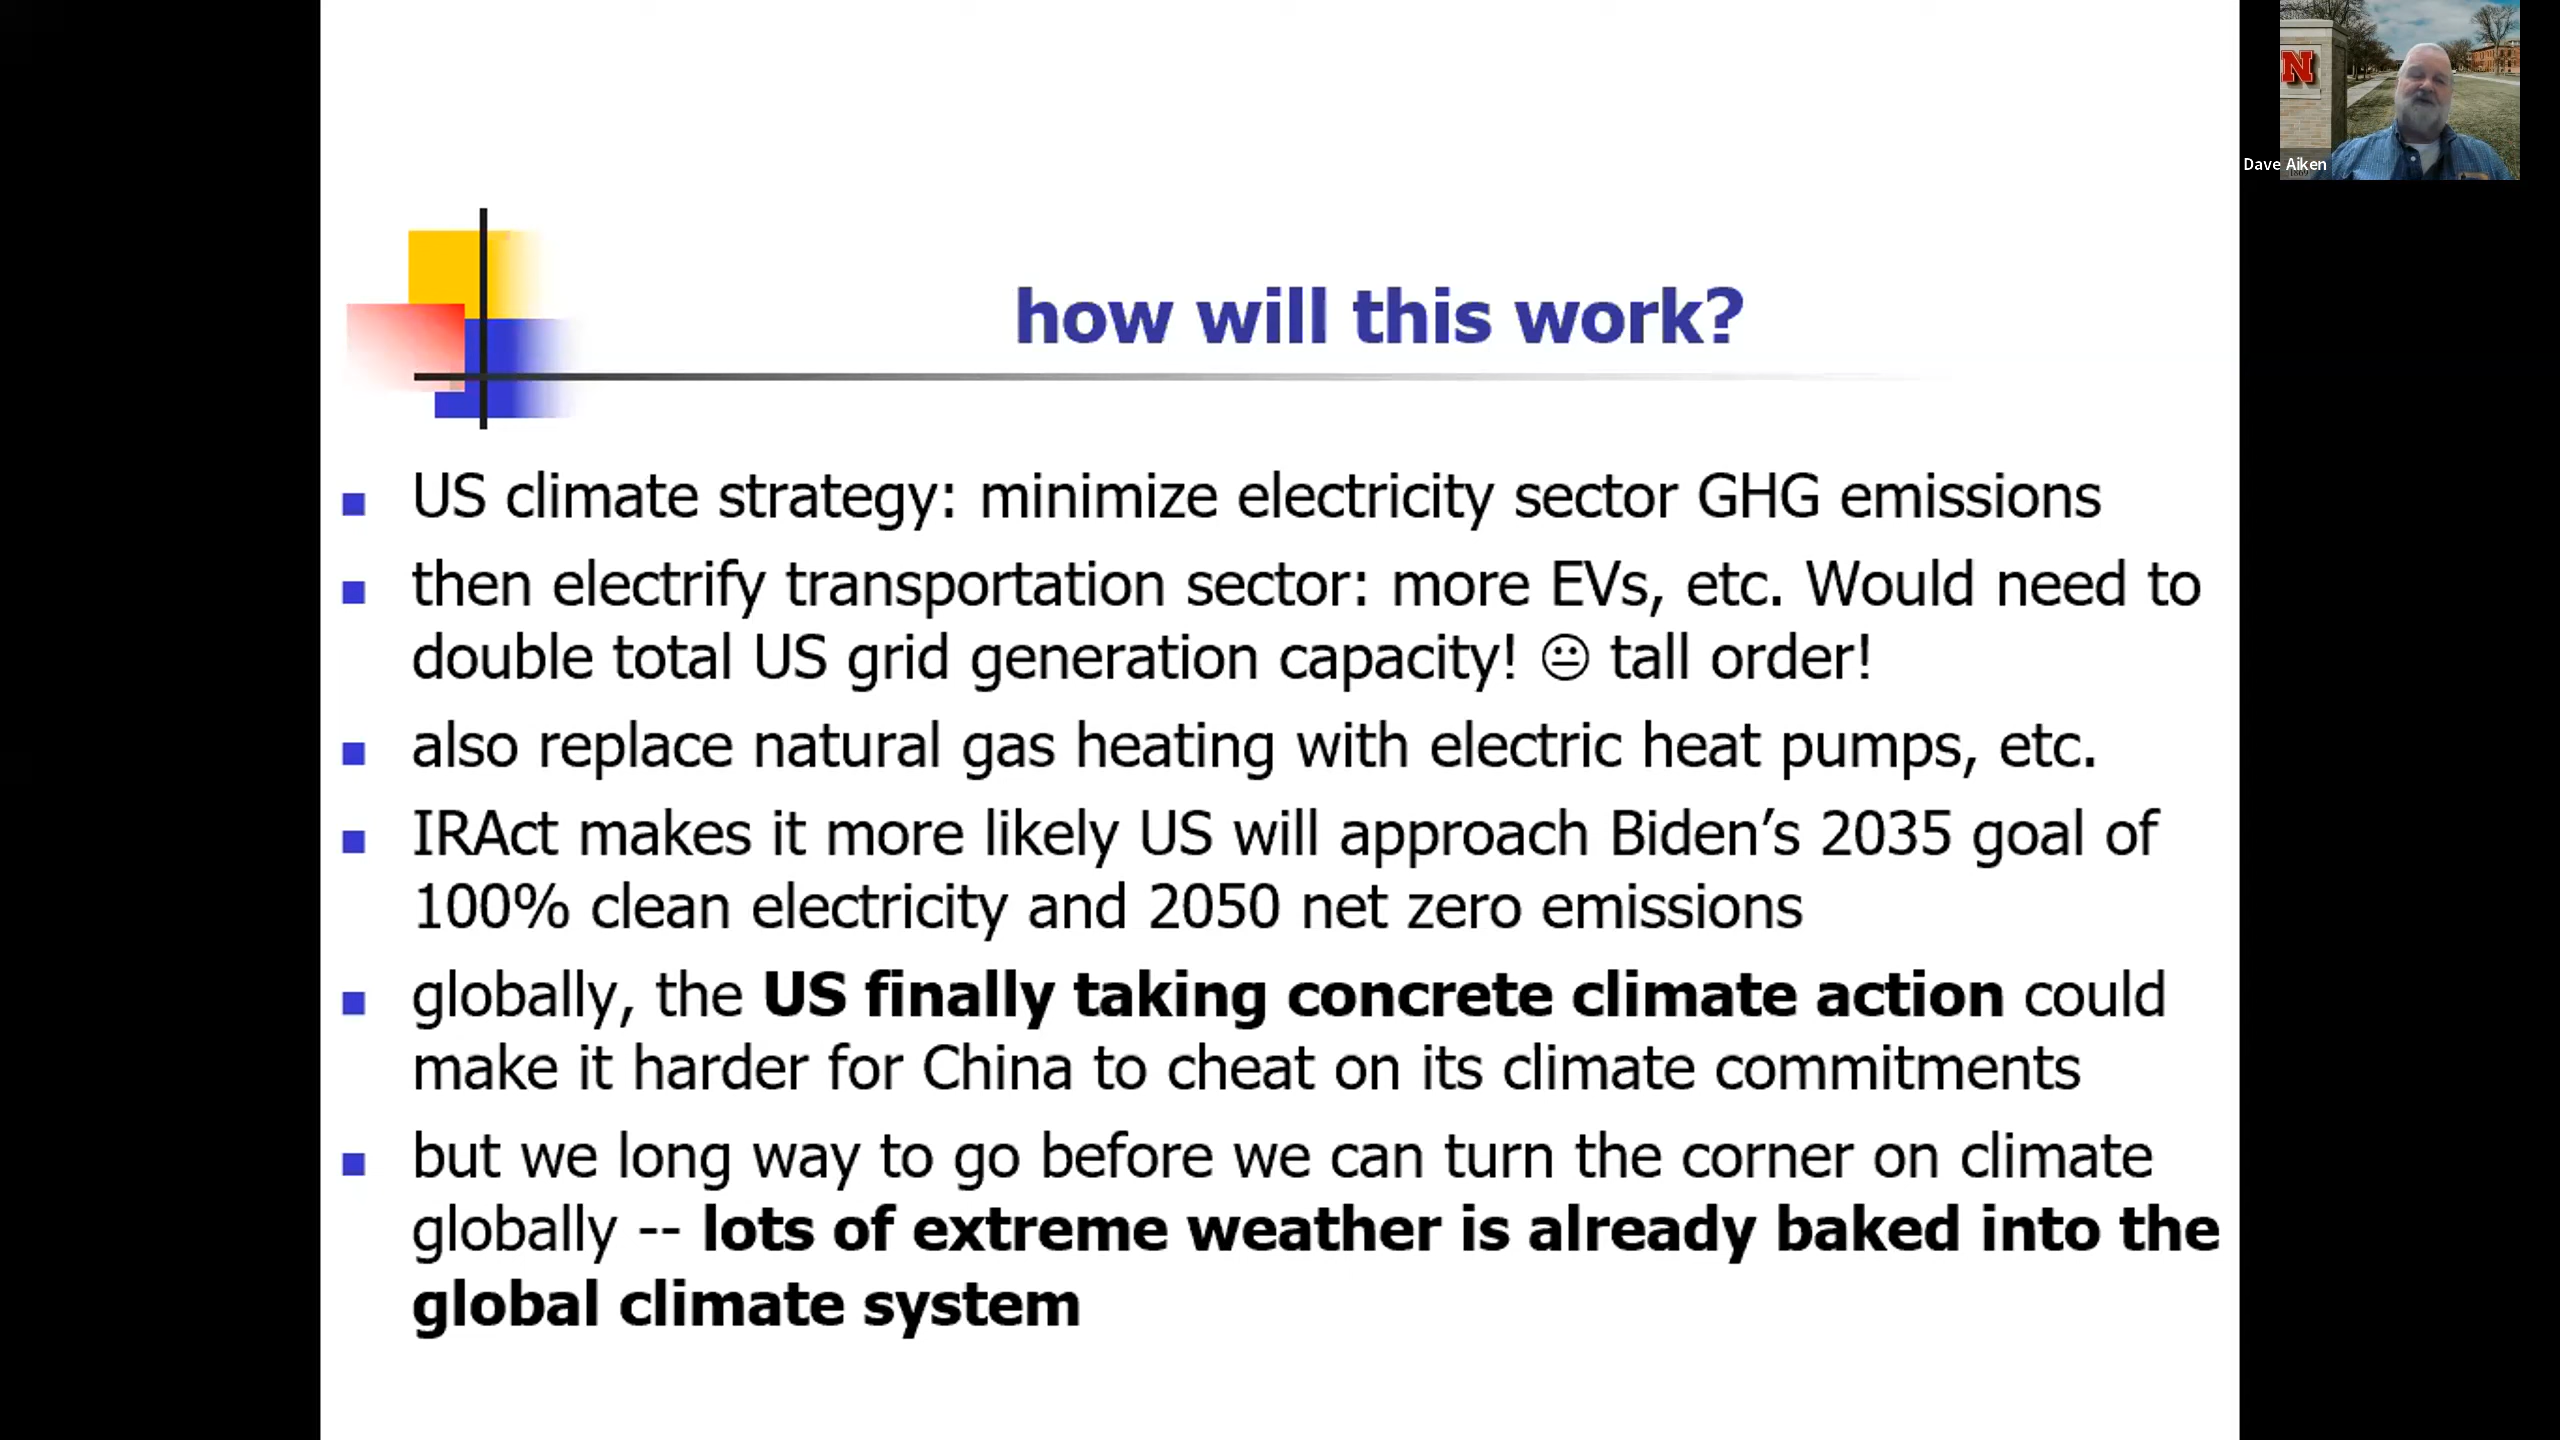 how will this work?
US climate strategy: minimize electricity sector GHG emissions
then electrify transportation sector: more EVs, etc. Would need to
double total US grid generation capacity! 😐 tall order!
also replace natural gas heating with electric heat pumps, etc.
IRAct makes it more likely US will approach Biden’s 2035 goal of
100% clean electricity and 2050 net zero emissions
globally, the US finally taking concrete climate action could
make it harder for China to cheat on its climate commitments
but we long way to go before we can turn the corner on climate
globally -- lots of extreme weather is already baked into the
global climate system
N
Dave Aiken
1869